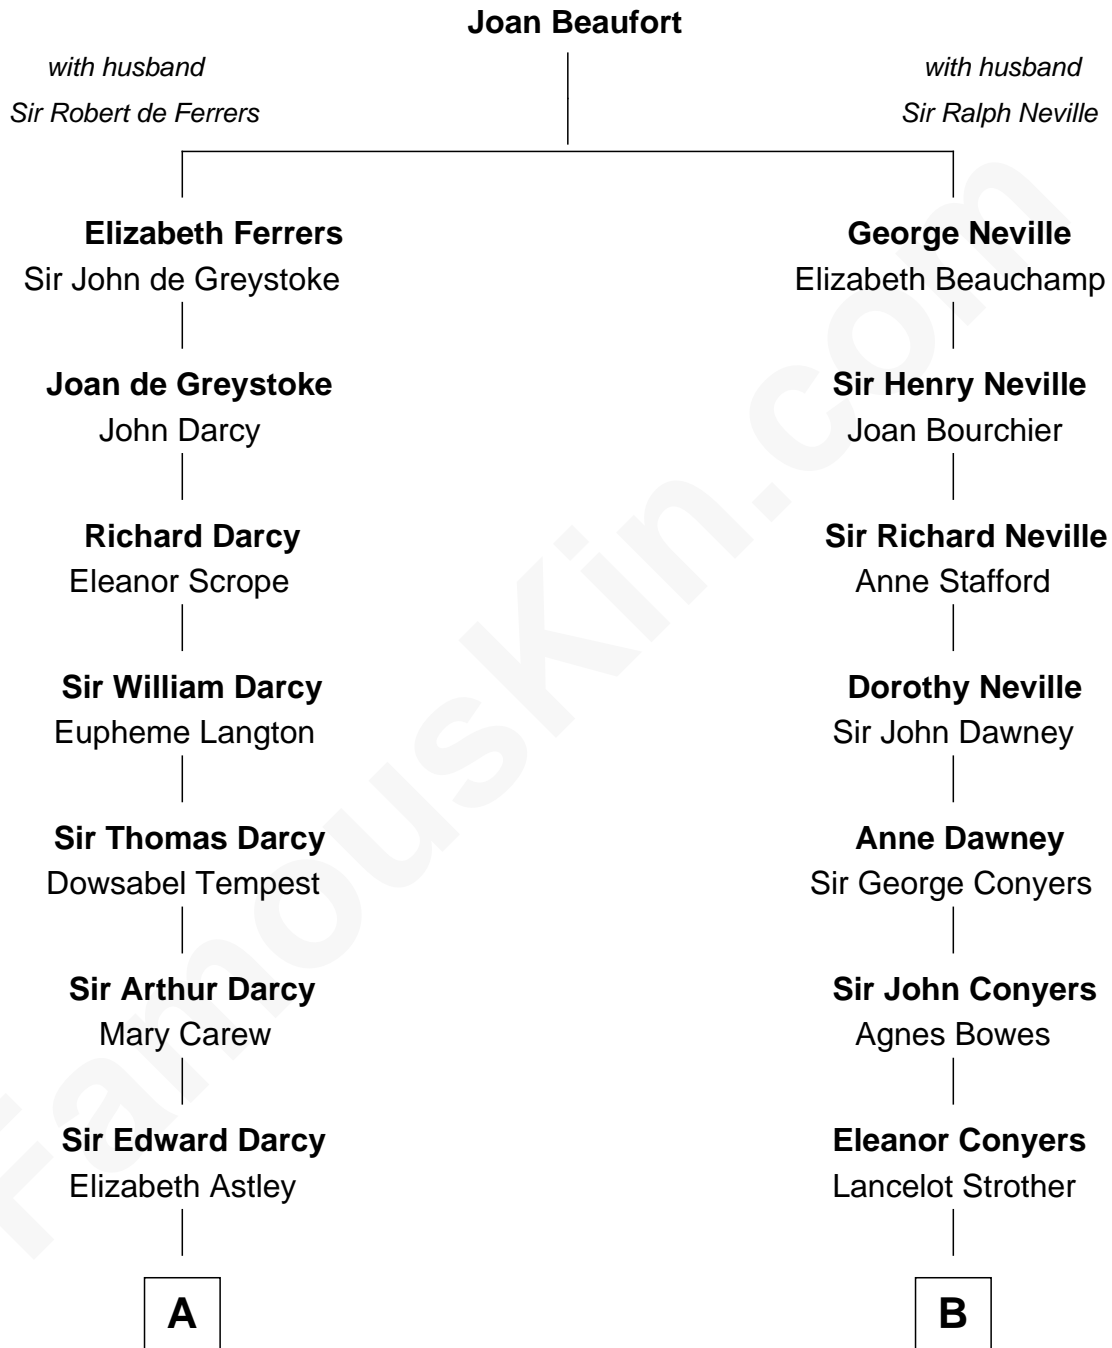 Joan Beaufort
with husband
Sir Robert de Ferrers
with husband
Sir Ralph Neville
Elizabeth Ferrers
Sir John de Greystoke
George Neville
Elizabeth Beauchamp
Joan de Greystoke
John Darcy
Sir Henry Neville
Joan Bourchier
Richard Darcy
Eleanor Scrope
Sir Richard Neville
Anne Stafford
Sir William Darcy
Eupheme Langton
Dorothy Neville
Sir John Dawney
Sir Thomas Darcy
Dowsabel Tempest
Anne Dawney
Sir George Conyers
Sir Arthur Darcy
Mary Carew
Sir John Conyers
Agnes Bowes
Sir Edward Darcy
Elizabeth Astley
Eleanor Conyers
Lancelot Strother
A
B
FamousKin.com